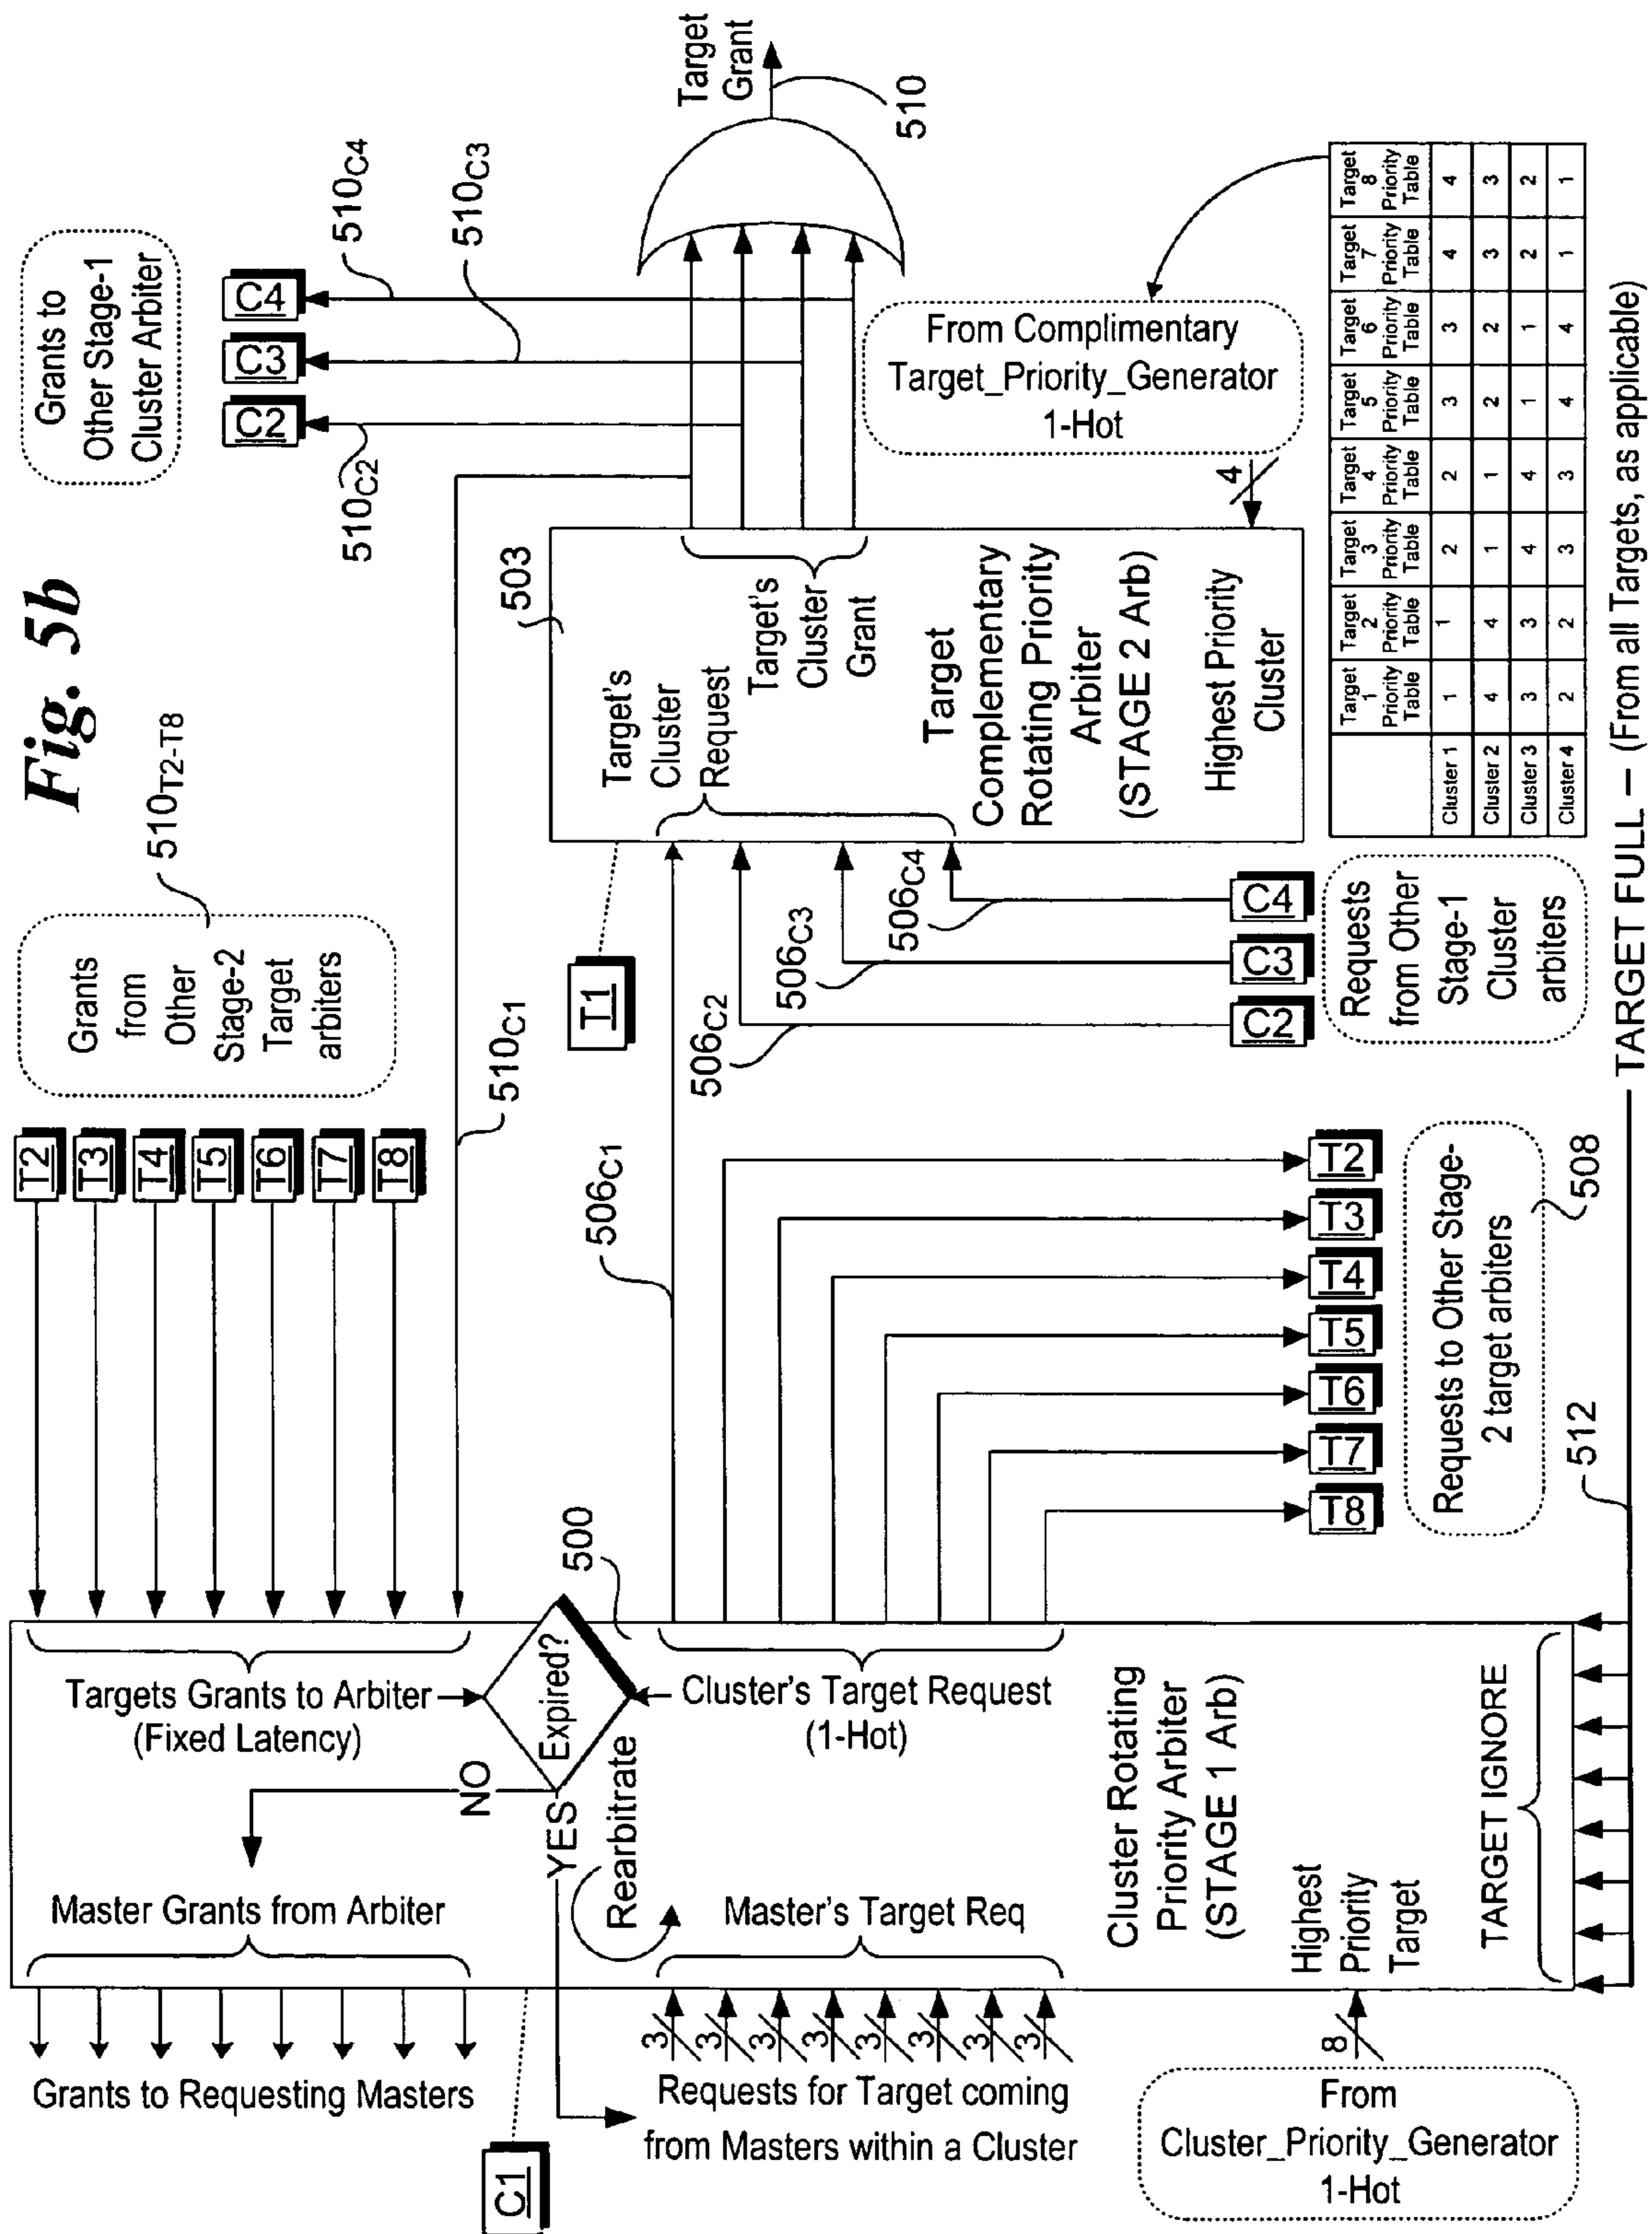 Fig. 5b
Grants to Requesting Masters
Master Grants from Arbiter
Targets Grants to Arbiter
(Fixed Latency)
T2
T3
T4
T5
T6
T7
T8
Grants
from
Other
Stage-2
Target
arbiters
510T2-T8
510C1
Grants to
Other Stage-1
Cluster Arbiter
C2
C3
C4
510C2
510C3
510C4
C1
NO
YES
Expired?
500
Rearbitrate
3
3
3
3
3
3
3
3
Requests for Target coming
from Masters within a Cluster
Master's Target Req
Cluster's Target Request
(1-Hot)
506C1
T2
T3
T4
T5
T6
T7
T8
Requests to Other Stage-
2 target arbiters
508
Cluster Rotating
Priority Arbiter
(STAGE 1 Arb)
Highest
Priority
Target
8
From
Cluster_Priority_Generator
1-Hot
TARGET IGNORE
512
TARGET FULL – (From all Targets, as applicable)
T1
503
Target's
Cluster
Request
Target's
Cluster
Grant
Target
Complementary
Rotating Priority
Arbiter
(STAGE 2 Arb)
Highest Priority
Cluster
506C2
506C3
506C4
C2
C3
C4
Requests
from Other
Stage-1
Cluster
arbiters
Target
Grant
510
4
From Complimentary
Target_Priority_Generator
1-Hot
Target 1 Priority Table
Target 2 Priority Table
Target 3 Priority Table
Target 4 Priority Table
Target 5 Priority Table
Target 6 Priority Table
Target 7 Priority Table
Target 8 Priority Table
Cluster 1 1 1 2 2 3 3 4 4
Cluster 2 4 4 1 1 2 2 3 3
Cluster 3 3 3 4 4 1 1 2 2
Cluster 4 2 2 3 3 4 4 1 1